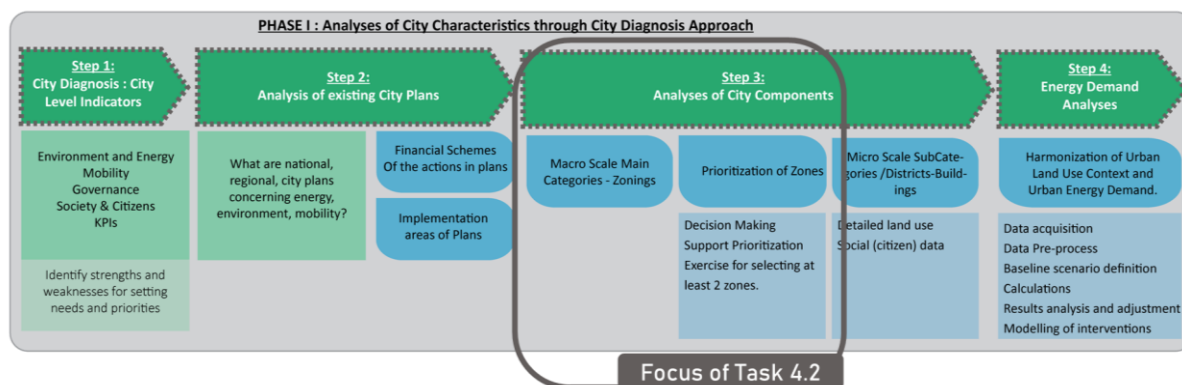 PHASE I : Analyses of City Characteristics through City Diagnosis Approach
Step 1:
City Diagnosis : City
Level Indicators
Step 2:
Analysis of existing City Plans
Step 3:
Analyses of City Components
Step 4:
Energy Demand
Analyses
Environment and Energy
Mobility
Governance
Society & Citizens
KPIs
Identify strengths and
weaknesses for setting
needs and priorities
What are national,
regional, city plans
concerning energy,
environment, mobility?
Financial Schemes
Of the actions in plans
Implementation
areas of Plans
Macro Scale Main
Categories - Zonings
Prioritization of Zones
Decision Making
Support Prioritization
Exercise for selecting at
least 2 zones.
Micro Scale SubCate-
gories /Districts-Build-
ings
Detailed land use
Social (citizen) data
Harmonization of Urban
Land Use Context and
Urban Energy Demand.
Data acquisition
Data Pre-process
Baseline scenario definition
Calculations
Results analysis and adjustment
Modelling of interventions
Focus of Task 4.2